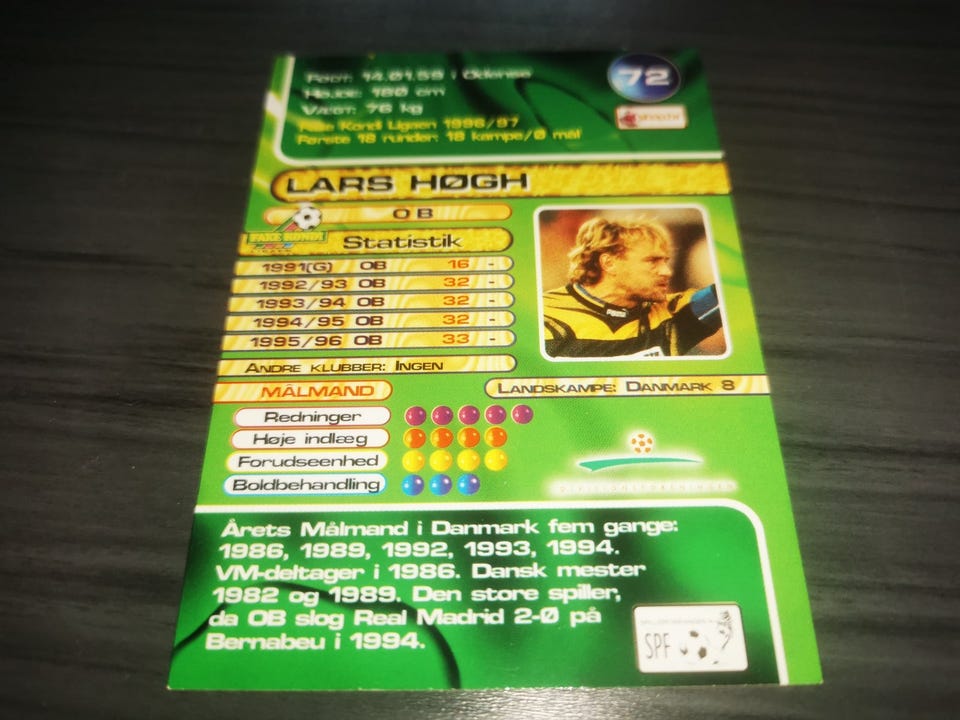 Født: 14.01.59 i Odense
72
Højde: 180 cm
Vægt: 76 kg
Faxe Kondi Ligaen 1996/97
Første 18 runder: 18 kampe/0 mål
LARS HØGH
OB
FAXE KONDI
Statistik
1991(G) OB 16 -
1992/93 OB 32 -
1993/94 OB 32 -
1994/95 OB 32 -
1995/96 OB 33 -
Andre klubber: Ingen
MÅLMAND
Landskampe: Danmark 8
Redninger
Høje indlæg
Forudseenhed
Boldbehandling
DIVISIONSFORENINGEN
Årets Målmand i Danmark fem gange:
1986, 1989, 1992, 1993, 1994.
VM-deltager i 1986. Dansk mester
1982 og 1989. Den store spiller,
da OB slog Real Madrid 2-0 på
Bernabeu i 1994.
SPF